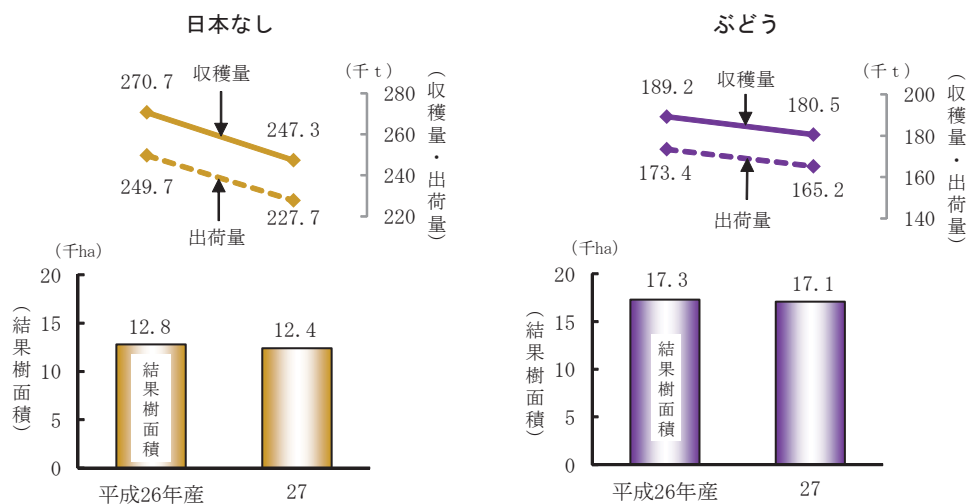 日本なし
収穫量
(千ｔ)
270.7
247.3
249.7
227.7
出荷量
280
260
240
220
(収穫量・出荷量)
(千ha)
20
15
10
5
0
(結果樹面積)
12.8
12.4
結果樹面積
平成26年産
27
ぶどう
収穫量
(千ｔ)
189.2
180.5
173.4
165.2
出荷量
200
180
160
140
(収穫量・出荷量)
(千ha)
20
15
10
5
0
(結果樹面積)
17.3
17.1
結果樹面積
平成26年産
27